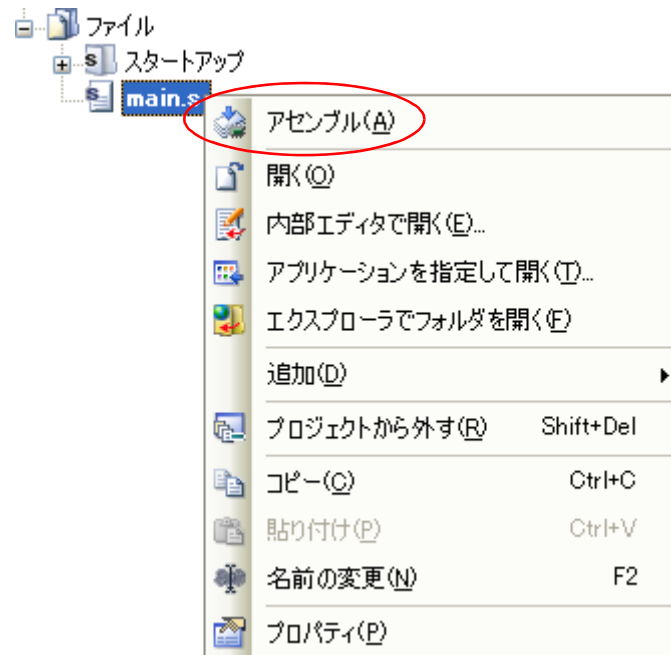 ファイル
スタートアップ
main.s
アセンブル(A)
開く(O)
内部エディタで開く(E)...
アプリケーションを指定して開く(T)...
エクスプローラでフォルダを開く(F)
追加(D)
プロジェクトから外す(R) Shift+Del
コピー(C) Ctrl+C
貼り付け(P) Ctrl+V
名前の変更(N) F2
プロパティ(P)